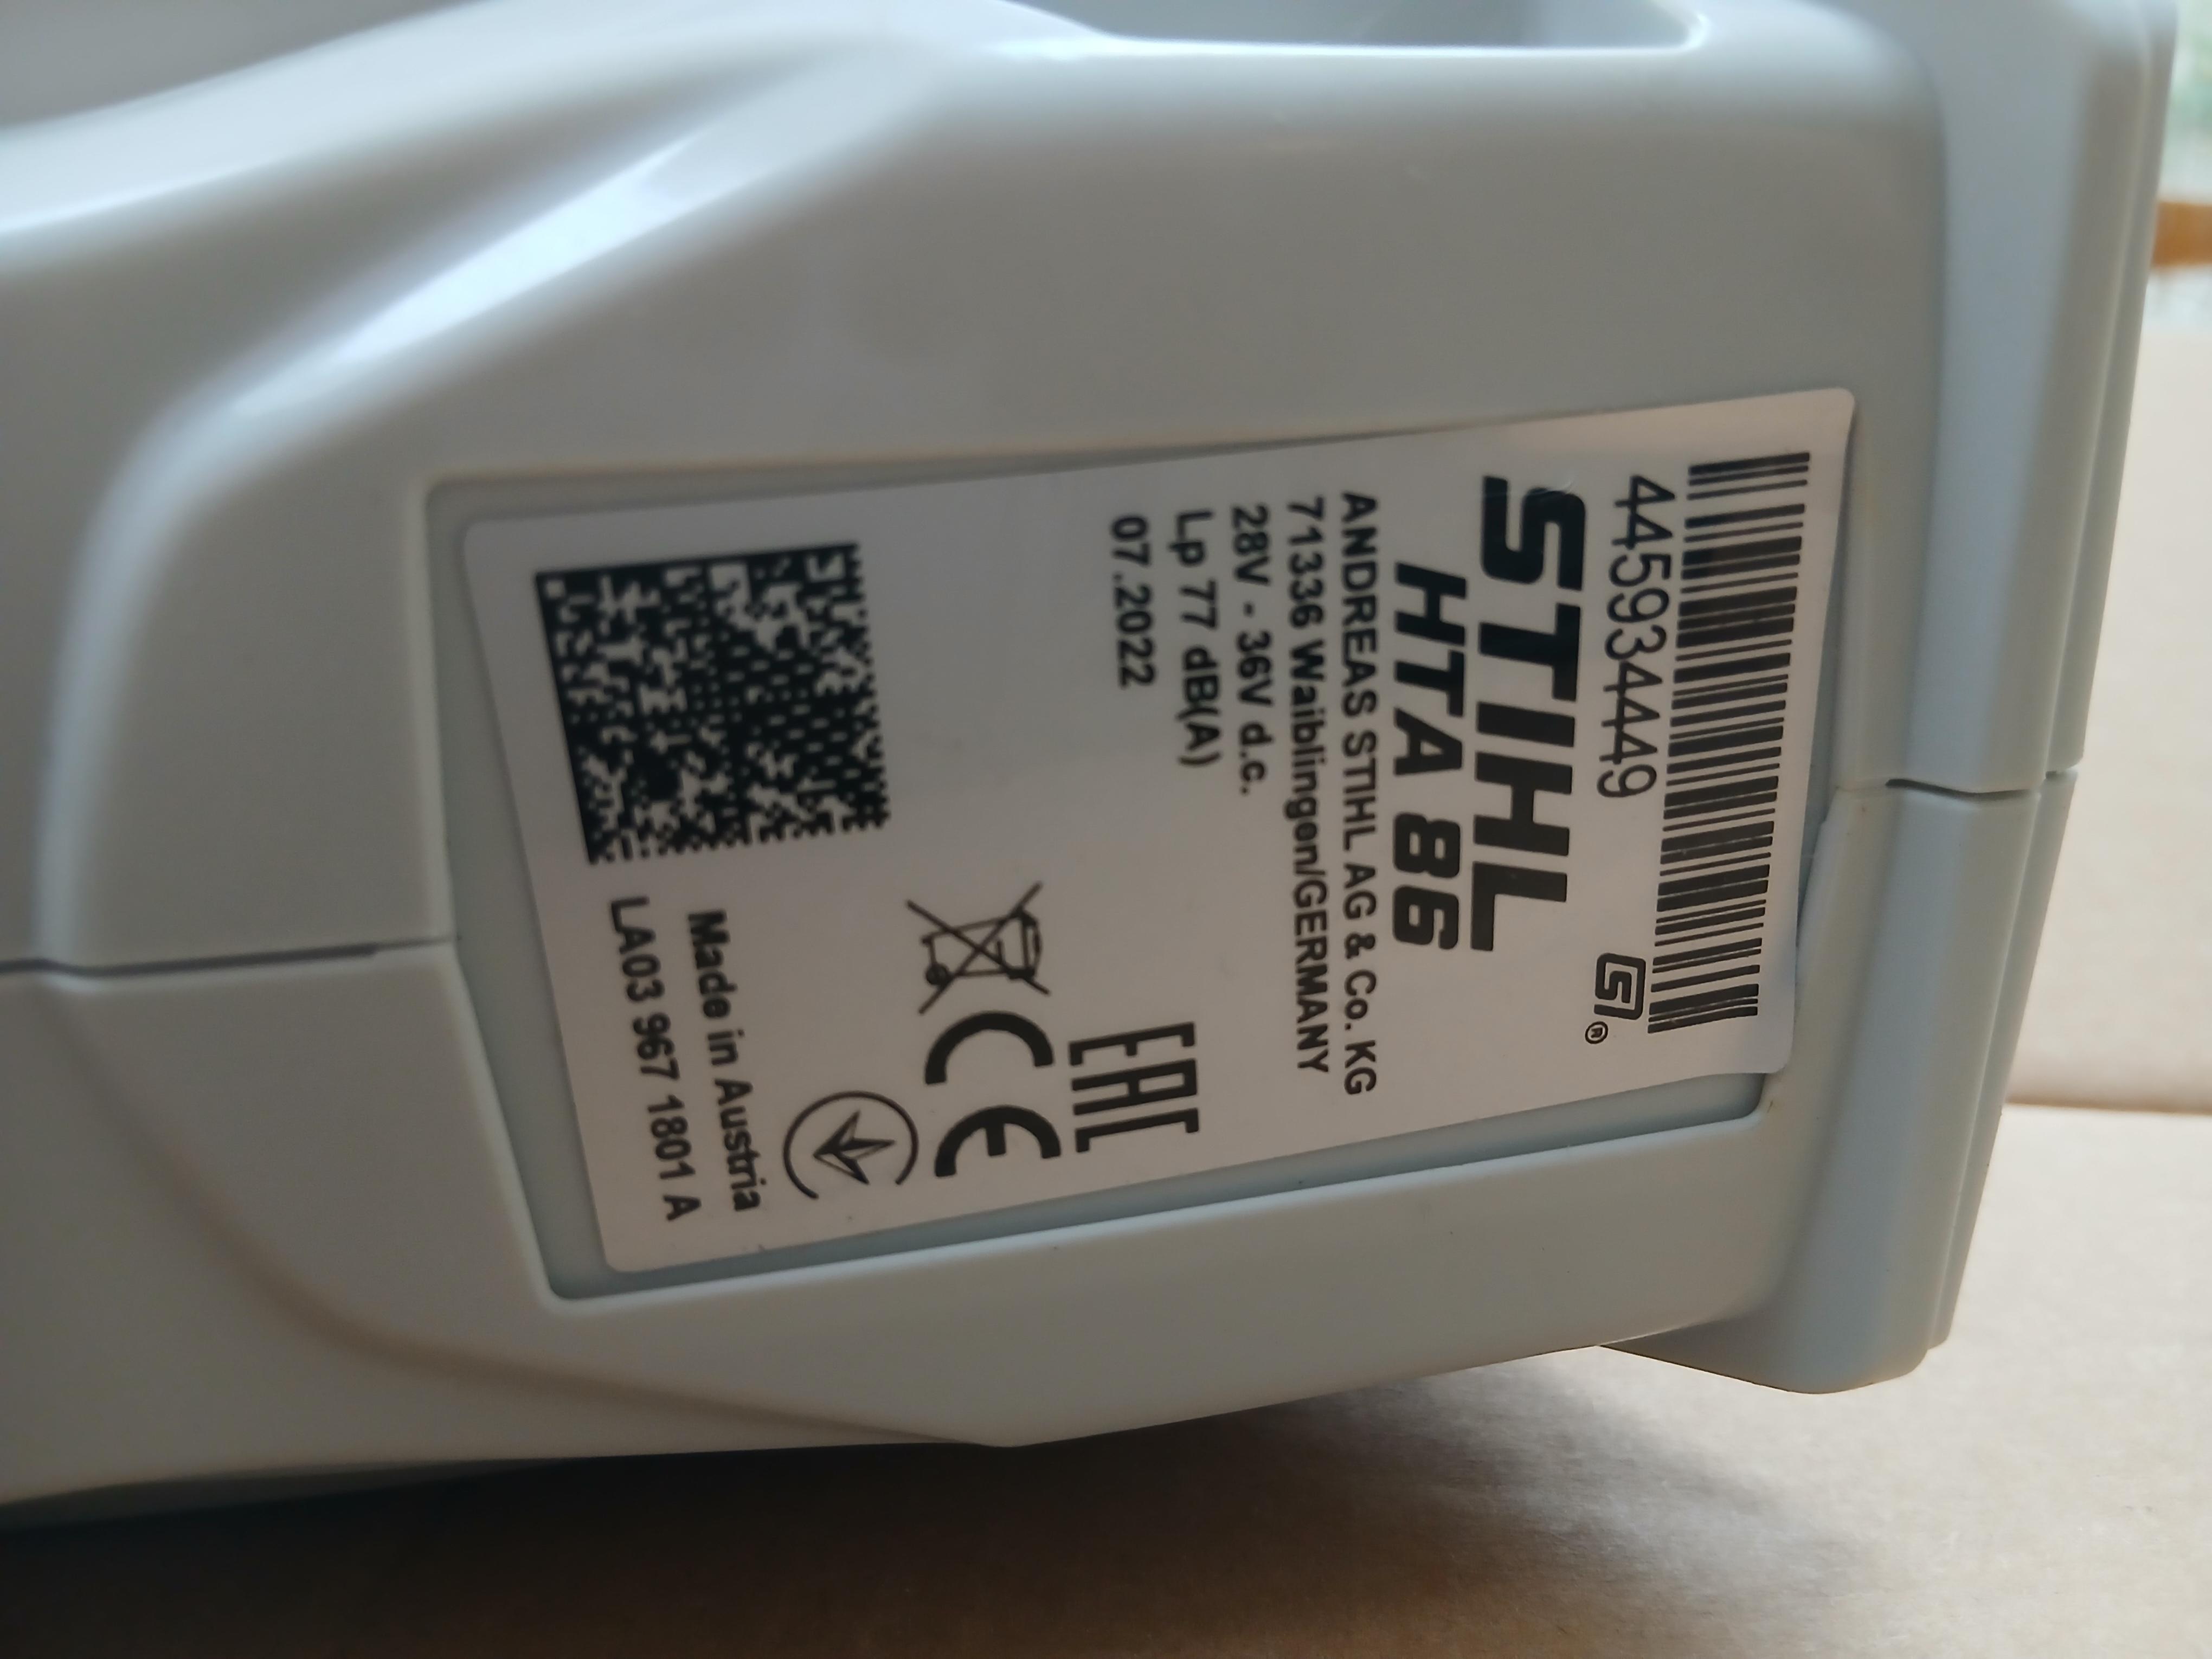 445934449
STIHL
HTA 86
ANDREAS STIHL AG & Co. KG
71336 Waiblingen/GERMANY
28V - 36V d.c.
Lp 77 dB(A)
07.2022
EAC
CE
Made in Austria
LA03 967 1801 A